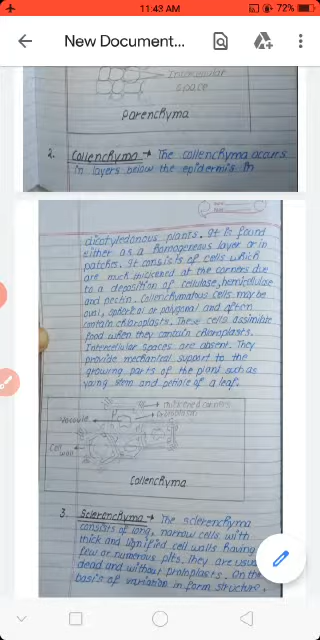 11:43 AM
72%
New Document...
Intercellular
space
Parenchyma
2. Collenchyma → The collenchyma occurs
in layers below the epidermis in
dicotyledonous plants. It is found
either as a homogeneous layer or in
patches. It consists of cells which
are much thickened at the corners due
to a deposition of cellulose, hemicellulose
and pectin. Collenchymatous cells may be
oval, spherical or polygonal and often
contain chloroplasts. These cells assimilate
food when they contain chloroplasts.
Intercellular spaces are absent. They
provide mechanical support to the
growing parts of the plant such as
young stem and petiole of a leaf.
Thickened corners
Protoplasm
Vacuole
Cell
wall
Collenchyma
3. Sclerenchyma → The sclerenchyma
consists of long, narrow cells with
thick and lignified cell walls having
few or numerous pits. They are usua
dead and without protoplasts. On the
basis of variation in form structure,